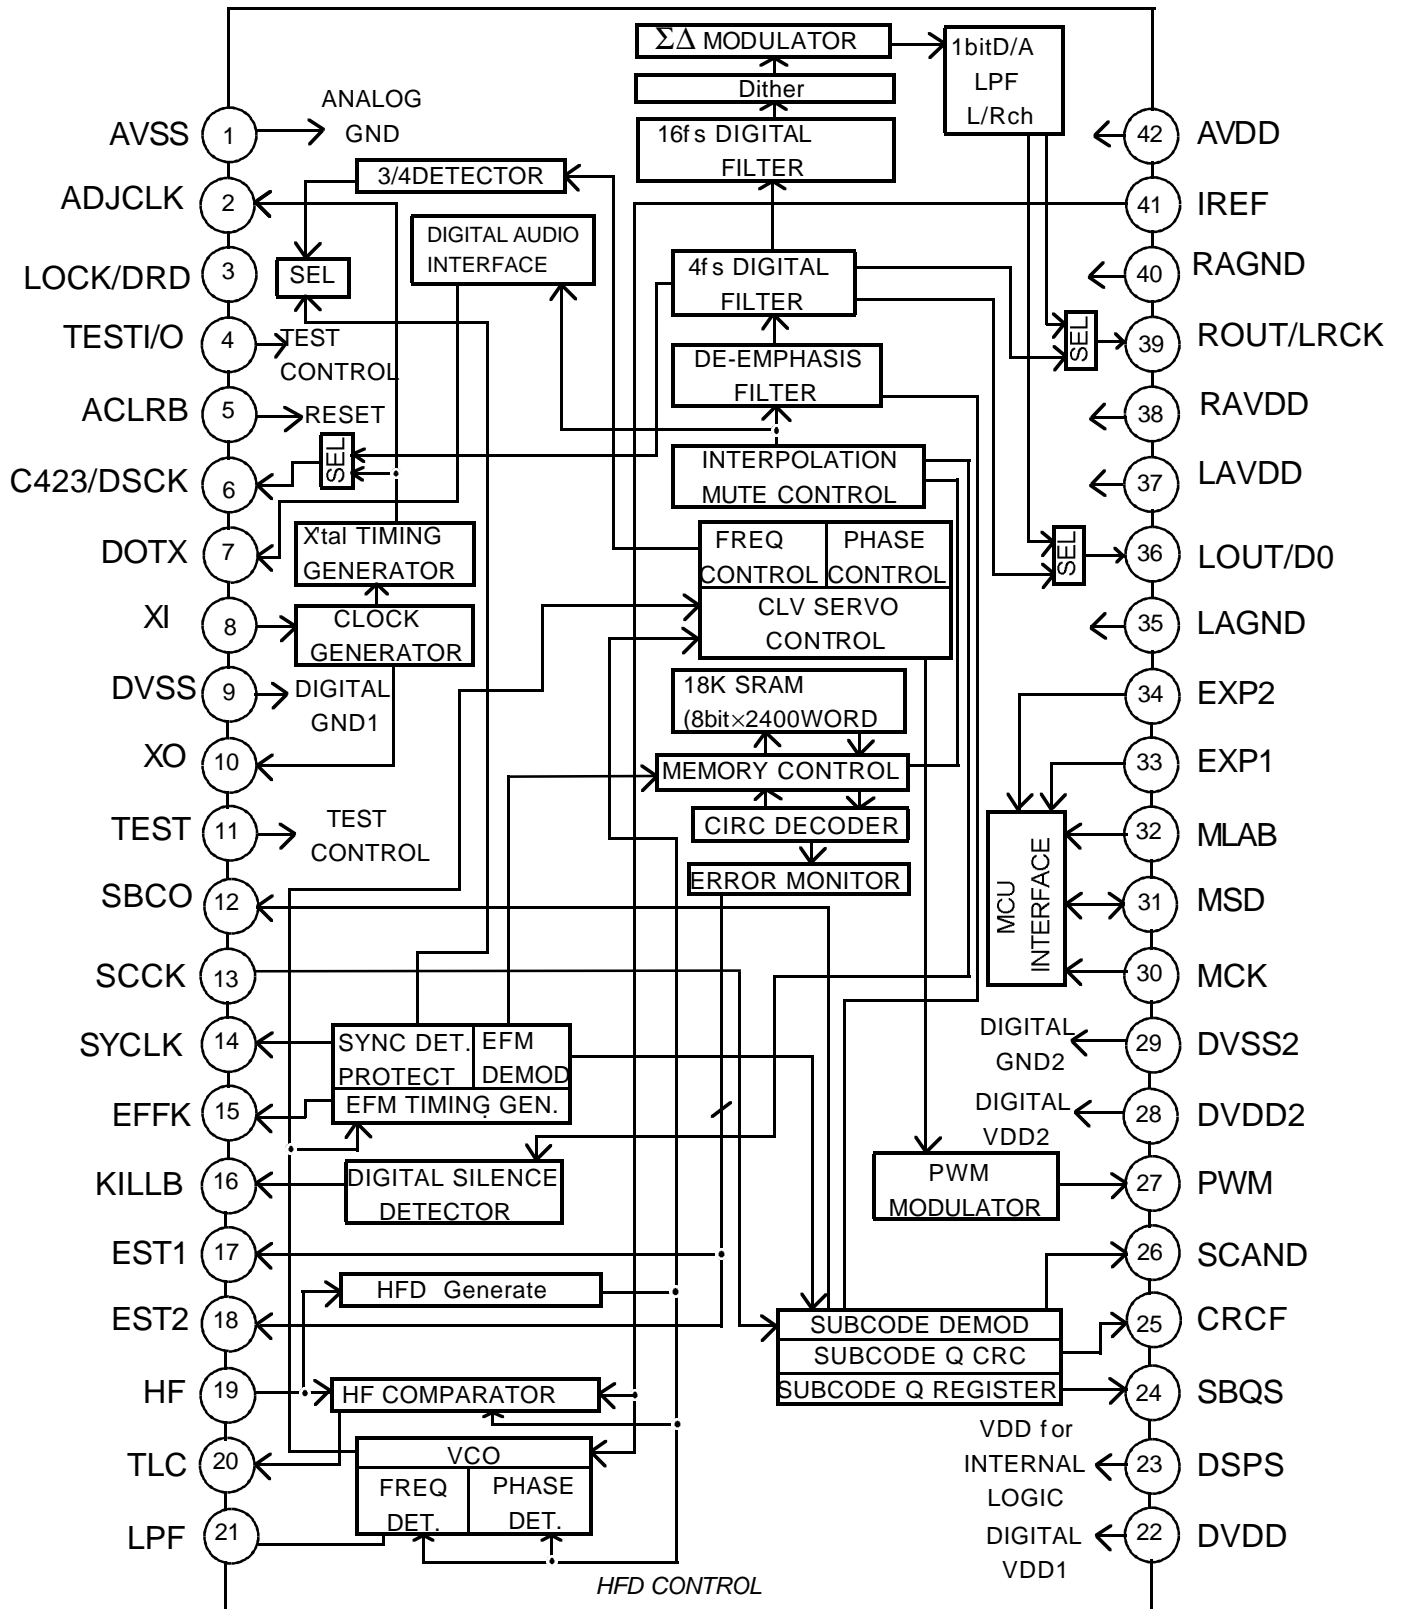 ΣΔ MODULATOR
1bitD/A
LPF
L/Rch
Dither
16fs DIGITAL
FILTER
AVSS 1
ANALOG
GND
42 AVDD
3/4DETECTOR
ADJCLK 2
41 IREF
DIGITAL AUDIO
INTERFACE
LOCK/DRD 3
SEL
4fs DIGITAL
FILTER
40 RAGND
TESTI/O 4
TEST
CONTROL
DE-EMPHASIS
FILTER
SEL
39 ROUT/LRCK
ACLRB 5
RESET
38 RAVDD
C423/DSCK 6
SEL
INTERPOLATION
MUTE CONTROL
37 LAVDD
DOTX 7
X'tal TIMING
GENERATOR
FREQ
CONTROL
PHASE
CONTROL
SEL
36 LOUT/D0
XI 8
CLOCK
GENERATOR
CLV SERVO
CONTROL
35 LAGND
DVSS 9
DIGITAL
GND1
18K SRAM
(8bit×2400WORD
34 EXP2
XO 10
MEMORY CONTROL
33 EXP1
TEST 11
TEST
CONTROL
CIRC DECODER
32 MLAB
ERROR MONITOR
MCU
INTERFACE
SBCO 12
31 MSD
SCCK 13
30 MCK
SYCLK 14
SYNC DET.
PROTECT
EFM
DEMOD
DIGITAL
GND2
29 DVSS2
EFFK 15
EFM TIMING GEN.
DIGITAL
VDD2
28 DVDD2
KILLB 16
DIGITAL SILENCE
DETECTOR
PWM
MODULATOR
27 PWM
EST1 17
26 SCAND
HFD Generate
EST2 18
SUBCODE DEMOD
25 CRCF
SUBCODE Q CRC
HF 19
HF COMPARATOR
SUBCODE Q REGISTER
24 SBQS
TLC 20
VCO
VDD for
INTERNAL
LOGIC
23 DSPS
FREQ
DET.
PHASE
DET.
LPF 21
DIGITAL
VDD1
22 DVDD
HFD CONTROL